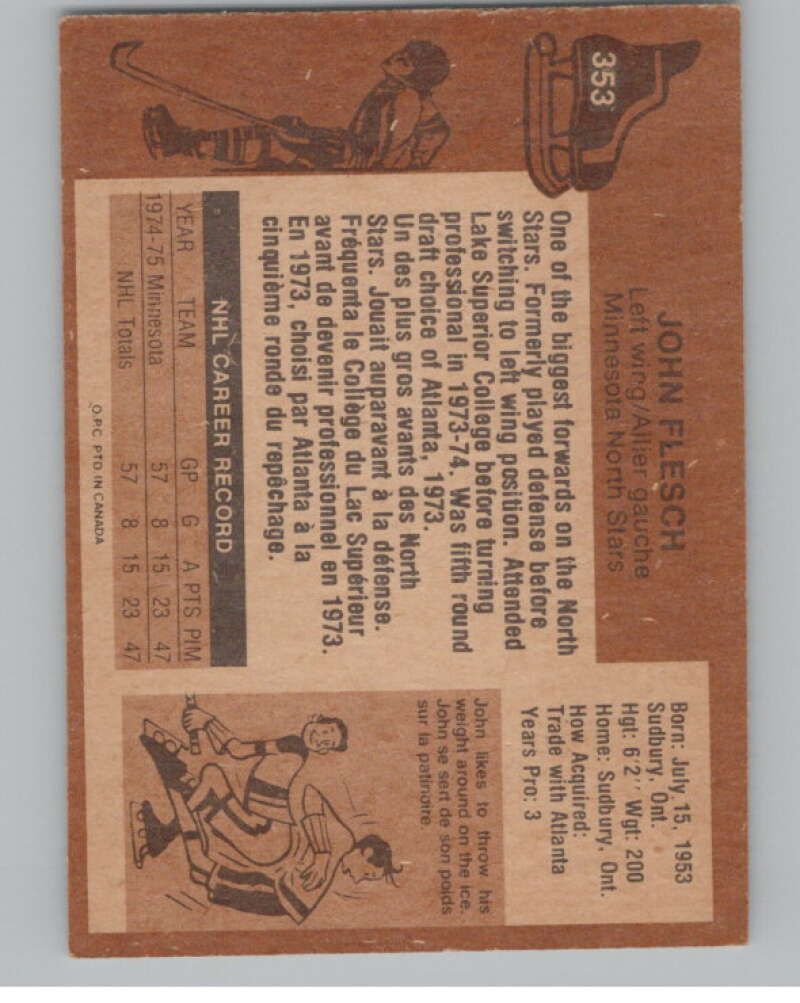 353
JOHN FLESCH
Left wing/Ailier gauche
Minnesota North Stars
Born: July 15, 1953
Sudbury, Ont.
Hgt: 6'2'' Wgt: 200
Home: Sudbury, Ont.
How Acquired:
Trade with Atlanta
Years Pro: 3
One of the biggest forwards on the North
Stars. Formerly played defense before
switching to left wing position. Attended
Lake Superior College before turning
professional in 1973-74. Was fifth round
draft choice of Atlanta, 1973.
Un des plus gros avants des North
Stars. Jouait auparavant à la défense.
Fréquenta le Collège du Lac Supérieur
avant de devenir professionnel en 1973.
En 1973, choisi par Atlanta à la
cinquième ronde du repêchage.
John likes to throw his
weight around on the ice.
John se sert de son poids
sur la patinoire.
NHL CAREER RECORD
YEAR TEAM GP G A PTS PIM
1974-75 Minnesota 57 8 15 23 47
NHL Totals 57 8 15 23 47
O.P.C. PTD IN CANADA